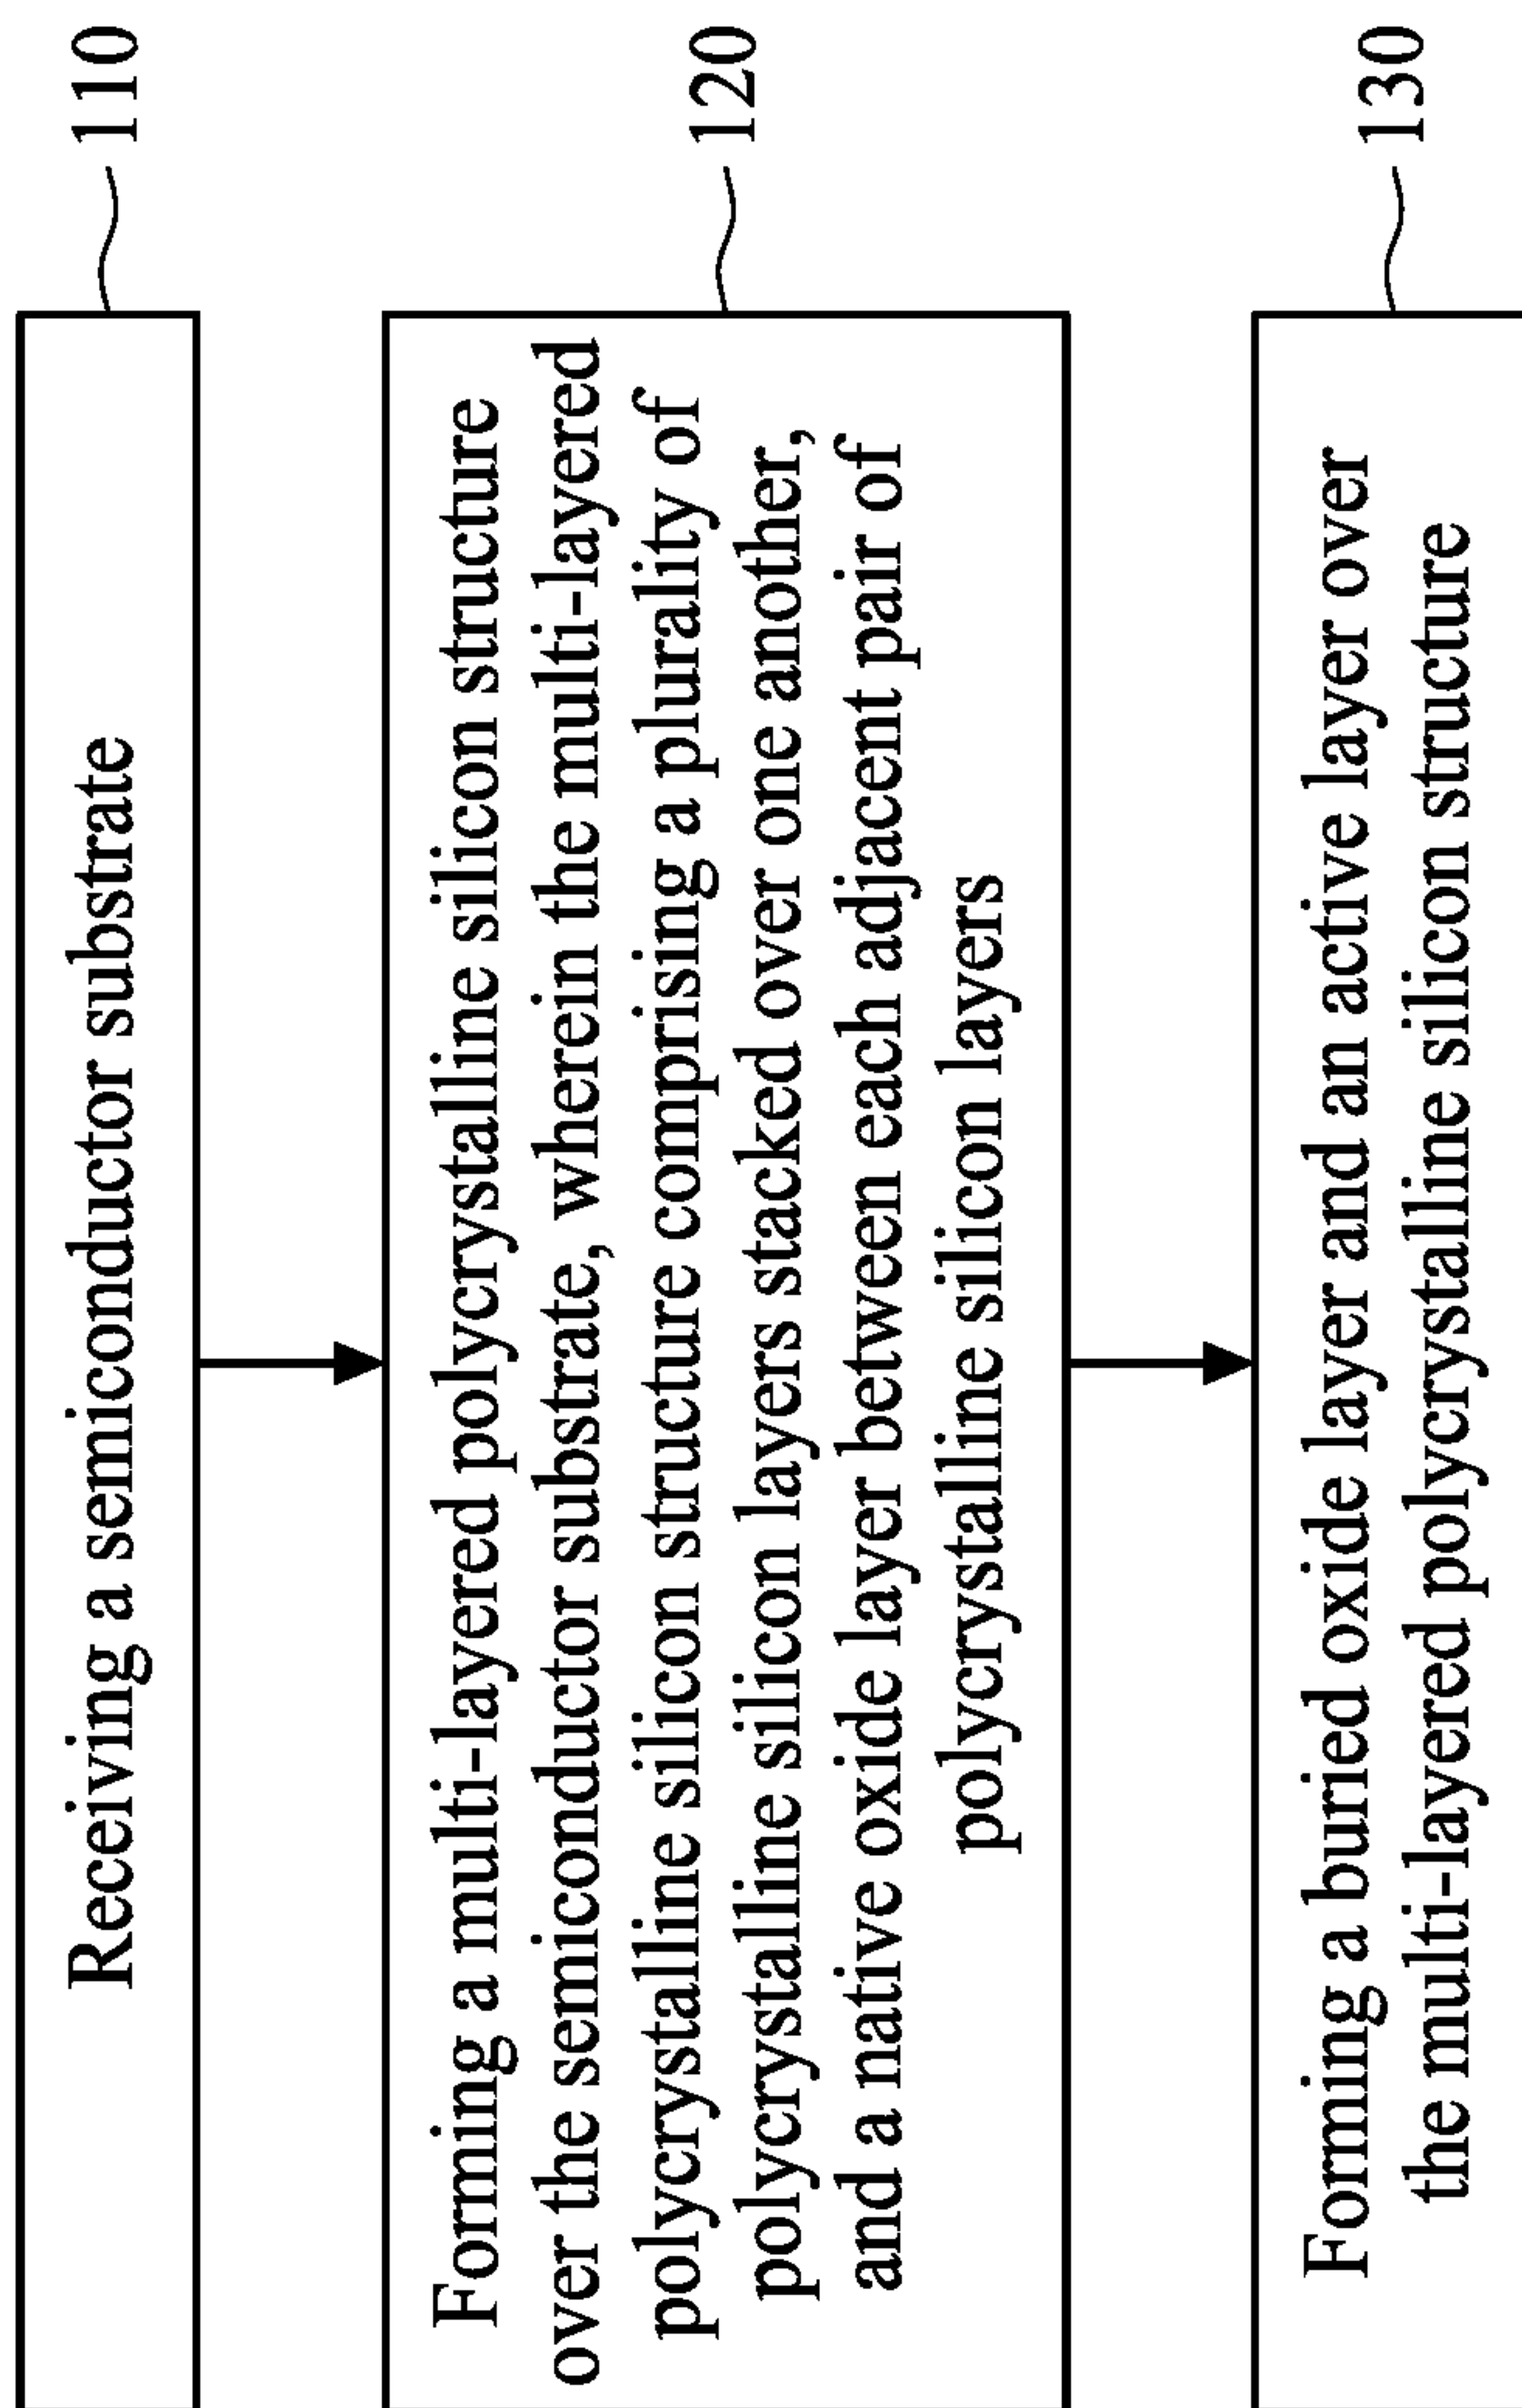 Receiving a semiconductor substrate
110
Forming a multi-layered polycrystalline silicon structure
over the semiconductor substrate, wherein the multi-layered
polycrystalline silicon structure comprising a plurality of
polycrystalline silicon layers stacked over one another,
and a native oxide layer between each adjacent pair of
polycrystalline silicon layers
120
Forming a buried oxide layer and an active layer over
the multi-layered polycrystalline silicon structure
130